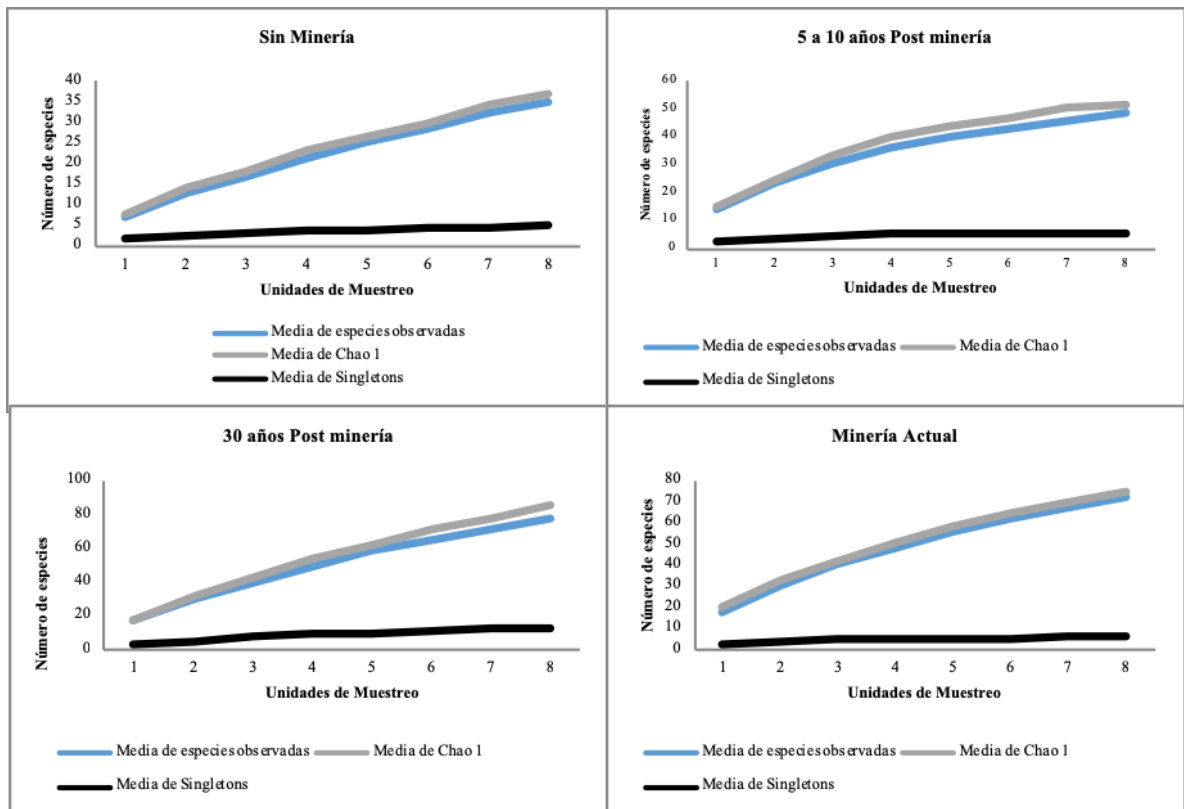 Sin Minería
Número de especies
40
35
30
25
20
15
10
5
0
1 2 3 4 5 6 7 8
Unidades de Muestreo
Media de especies observadas
Media de Chao 1
Media de Singletons
5 a 10 años Post minería
Número de especies
60
50
40
30
20
10
0
1 2 3 4 5 6 7 8
Unidades de Muestreo
Media de especies observadas Media de Chao 1
Media de Singletons
30 años Post minería
Número de especies
100
80
60
40
20
0
1 2 3 4 5 6 7 8
Unidades de Muestreo
Media de especies observadas Media de Chao 1
Media de Singletons
Minería Actual
Número de especies
80
70
60
50
40
30
20
10
0
1 2 3 4 5 6 7 8
Unidades de Muestreo
Media de especies observadas Media de Chao 1
Media de Singletons